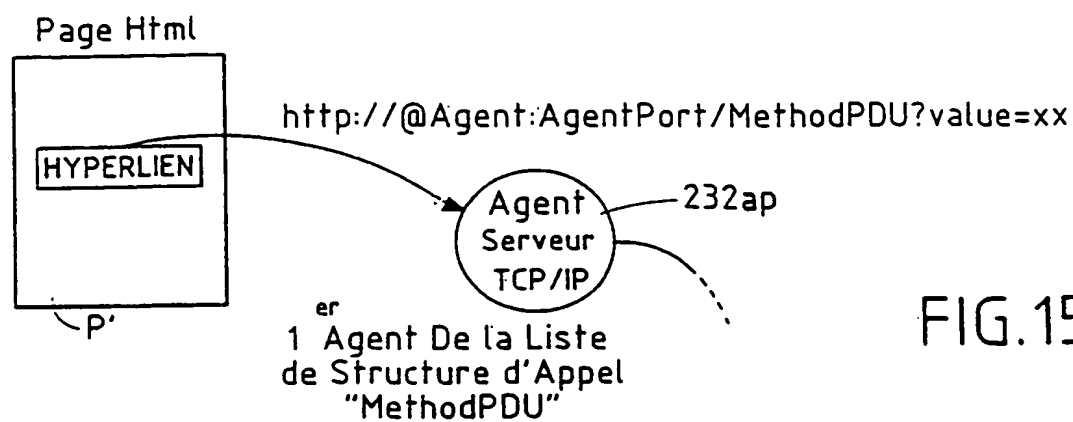 Page Html
http://@Agent:AgentPort/MethodPDU?value=xx
HYPERLIEN
Agent
Serveur
TCP/IP
232ap
P'
1er Agent De la Liste
de Structure d'Appel
"MethodPDU"
FIG.15